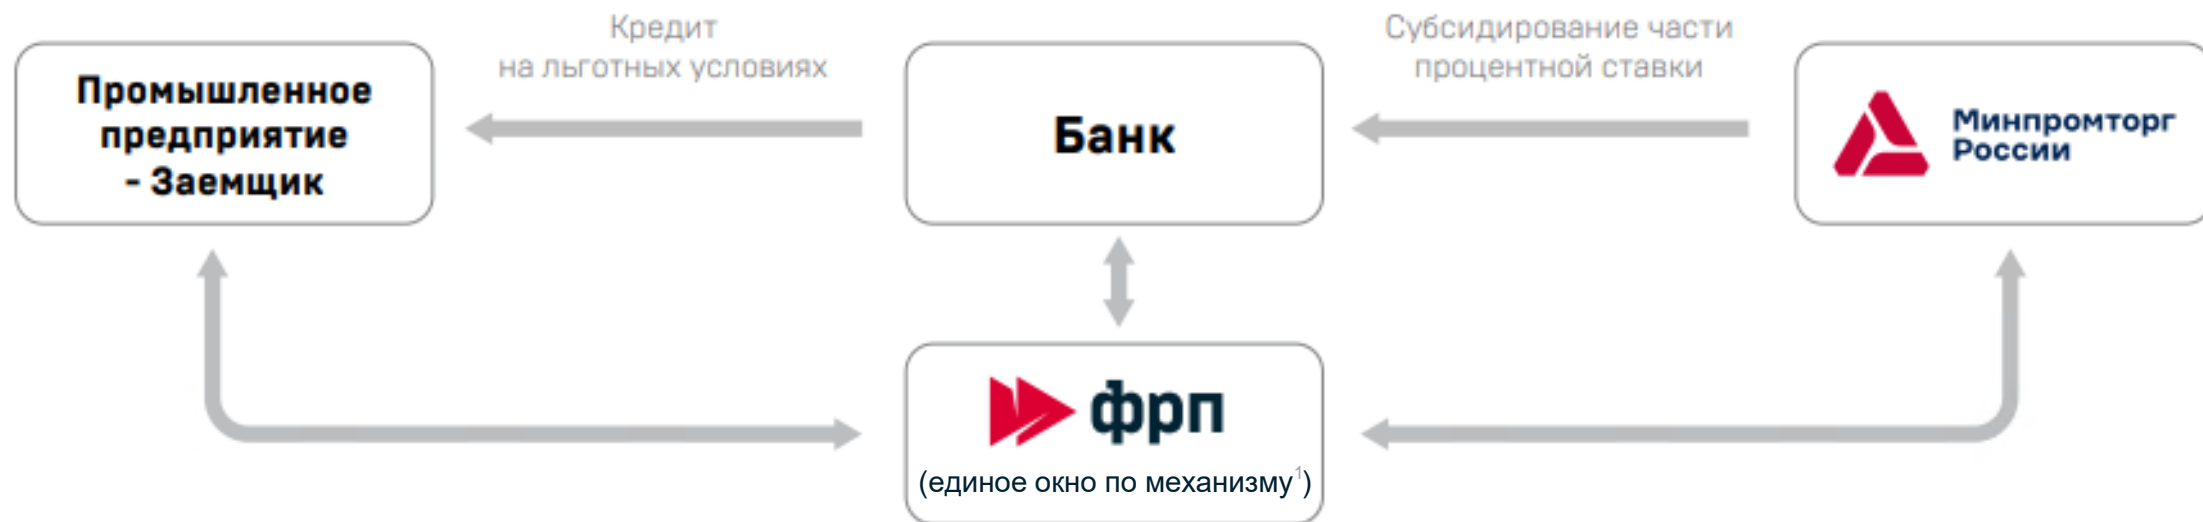 Кредит
на льготных условиях
Субсидирование части
процентной ставки
Промышленное
предприятие
- Заемщик
Банк
Минпромторг
России
фрп
(единое окно по механизму¹)